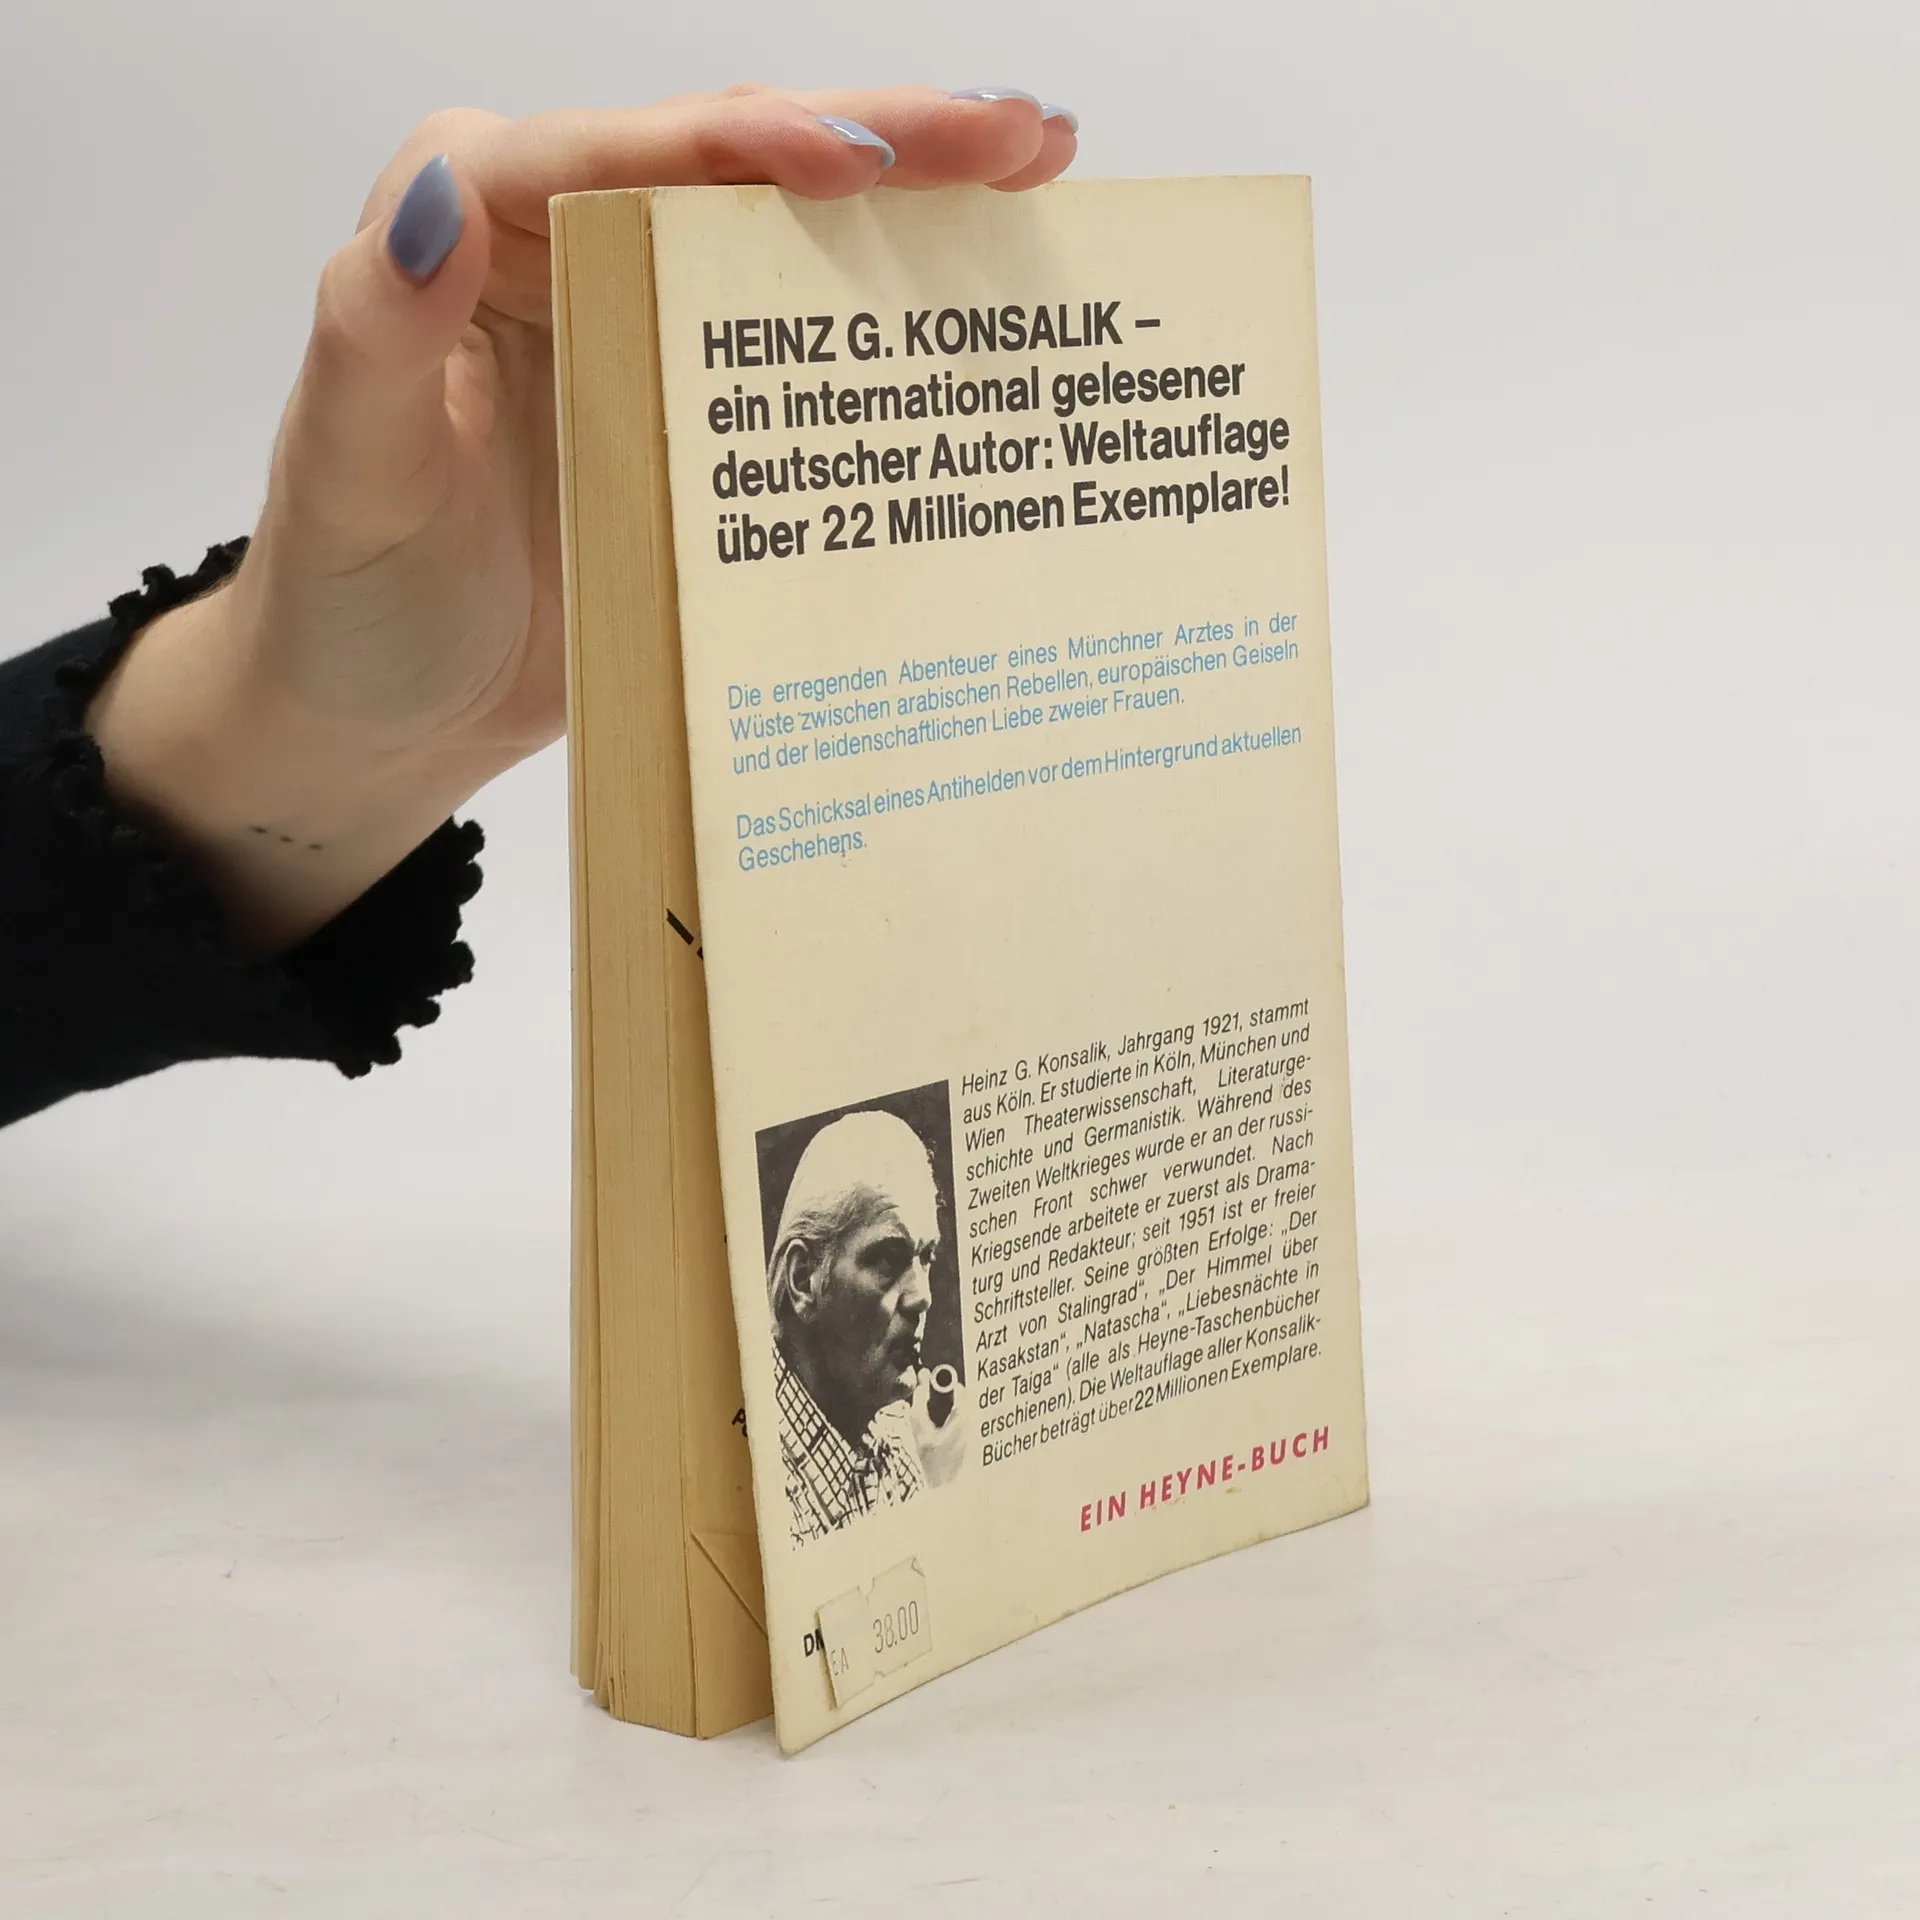 HEINZ G. KONSALIK –
ein international gelesener
deutscher Autor: Weltauflage
über 22 Millionen Exemplare!
Die erregenden Abenteuer eines Münchner Arztes in der
Wüste zwischen arabischen Rebellen, europäischen Geiseln
und der leidenschaftlichen Liebe zweier Frauen.
Das Schicksal eines Antihelden vor dem Hintergrund aktuellen
Geschehens.
Heinz G. Konsalik, Jahrgang 1921, stammt
aus Köln. Er studierte in Köln, München und
Wien Theaterwissenschaft, Literaturge-
schichte und Germanistik. Während des
Zweiten Weltkrieges wurde er an der russi-
schen Front schwer verwundet. Nach
Kriegsende arbeitete er zuerst als Drama-
turg und Redakteur; seit 1951 ist er freier
Schriftsteller. Seine größten Erfolge: „Der
Arzt von Stalingrad“, „Der Himmel über
Kasakstan“, „Natascha“, „Liebesnächte in
der Taiga“ (alle als Heyne-Taschenbücher
erschienen). Die Weltauflage aller Konsalik-
Bücher beträgt über 22 Millionen Exemplare.
EIN HEYNE-BUCH
EA 38.00